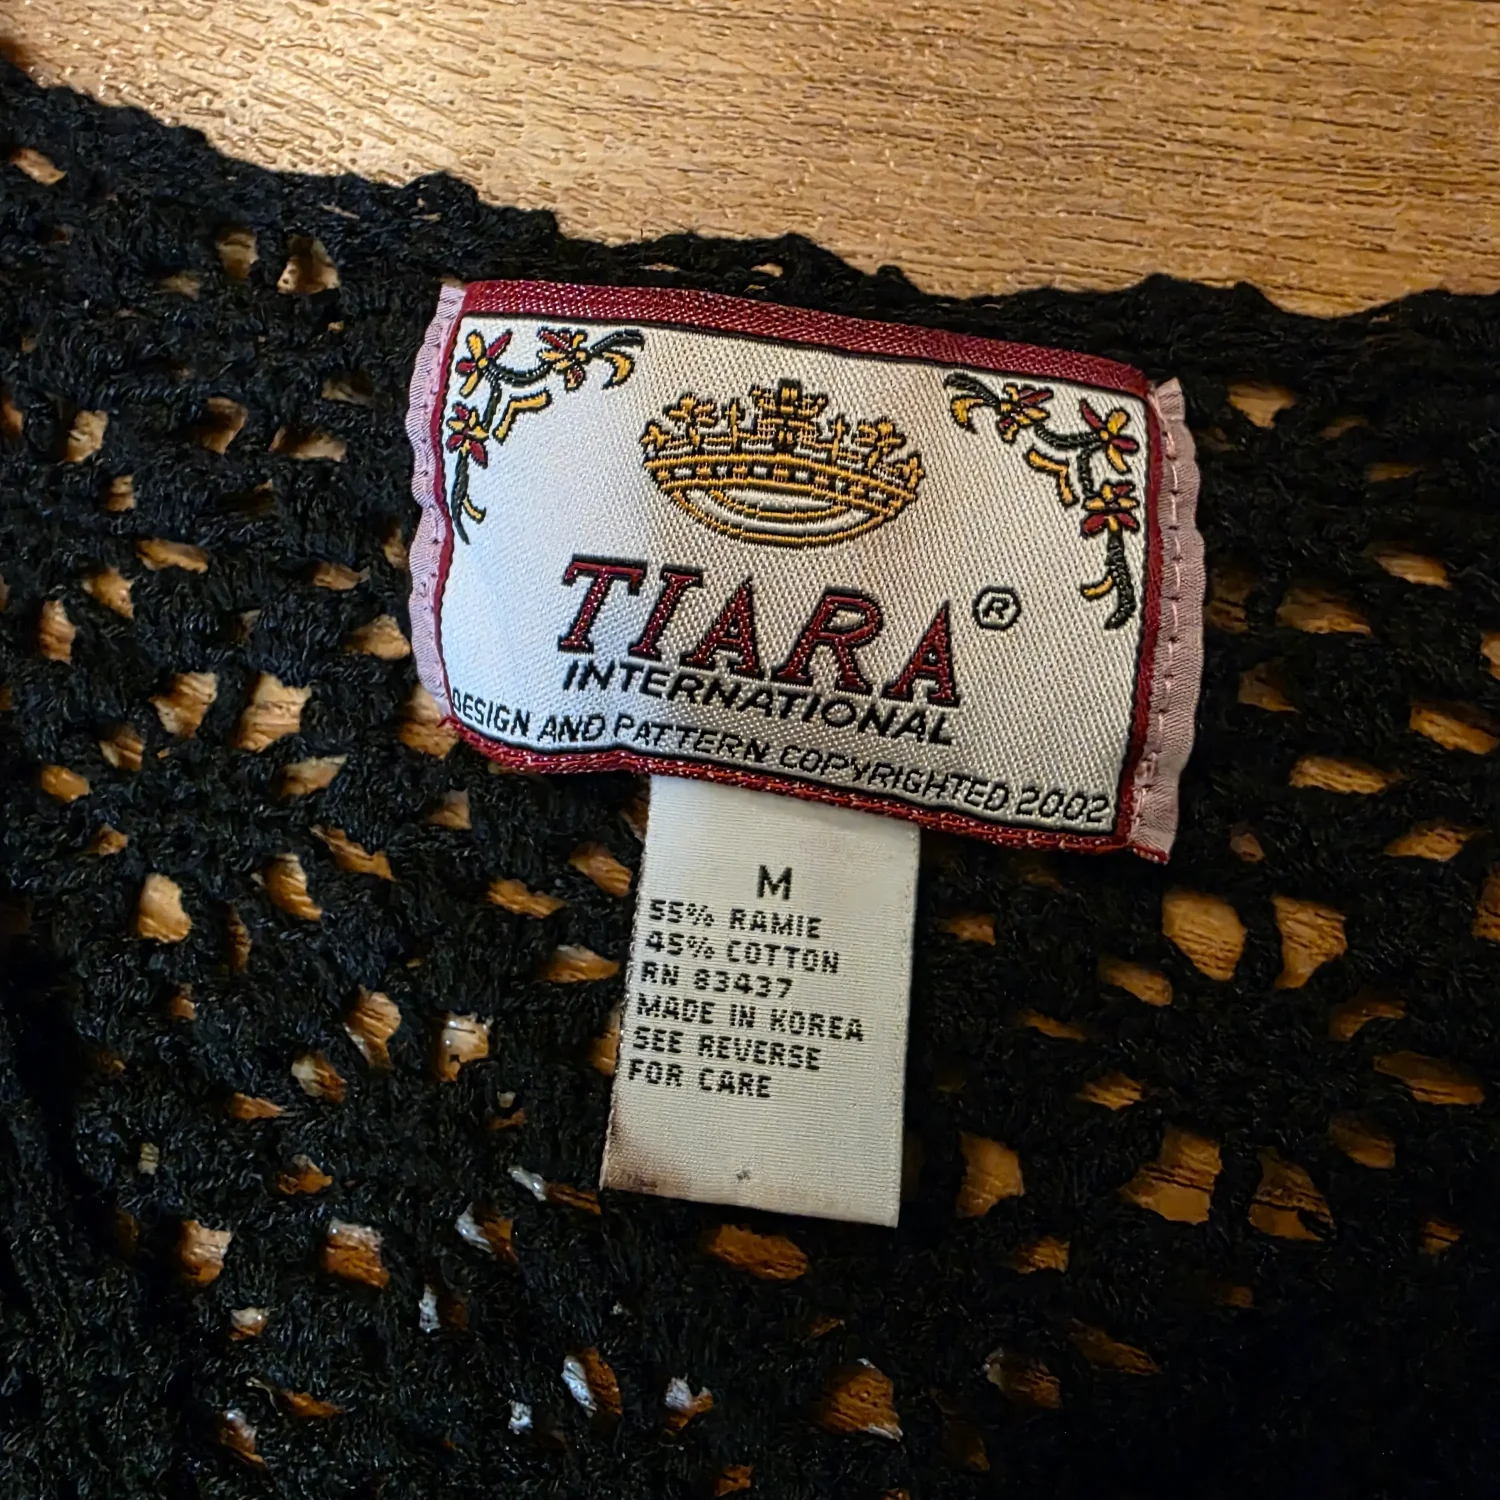 TIARA®
INTERNATIONAL
DESIGN AND PATTERN COPYRIGHTED 2002
M
55% RAMIE
45% COTTON
RN 83437
MADE IN KOREA
SEE REVERSE
FOR CARE